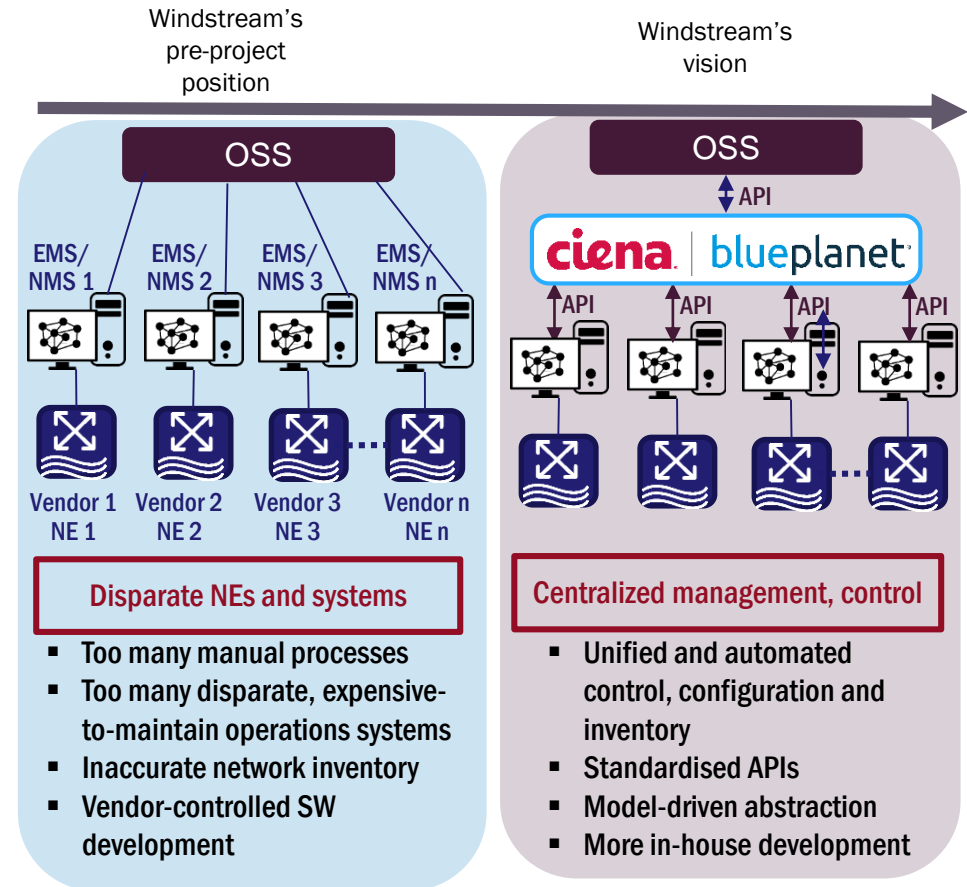 Windstream's
pre-project
position
Windstream's
vision
OSS
EMS/
NMS 1
EMS/
NMS 2
EMS/
NMS 3
EMS/
NMS n
Vendor 1
NE 1
Vendor 2
NE 2
Vendor 3
NE 3
Vendor n
NE n
Disparate NEs and systems
▪ Too many manual processes
▪ Too many disparate, expensive-
to-maintain operations systems
▪ Inaccurate network inventory
▪ Vendor-controlled SW
development
OSS
API
ciena. | blueplanet
API
API
API
API
Centralized management, control
▪ Unified and automated
control, configuration and
inventory
▪ Standardised APIs
▪ Model-driven abstraction
▪ More in-house development